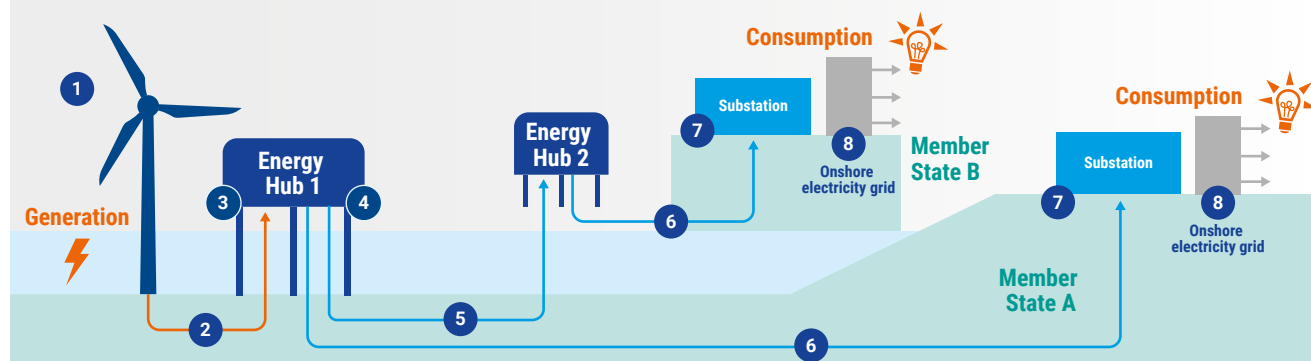 1
Generation
2
3
Energy
Hub 1
4
5
Energy
Hub 2
6
7
Substation
Consumption
8
Onshore
electricity grid
Member
State B
6
Member
State A
7
Substation
Consumption
8
Onshore
electricity grid